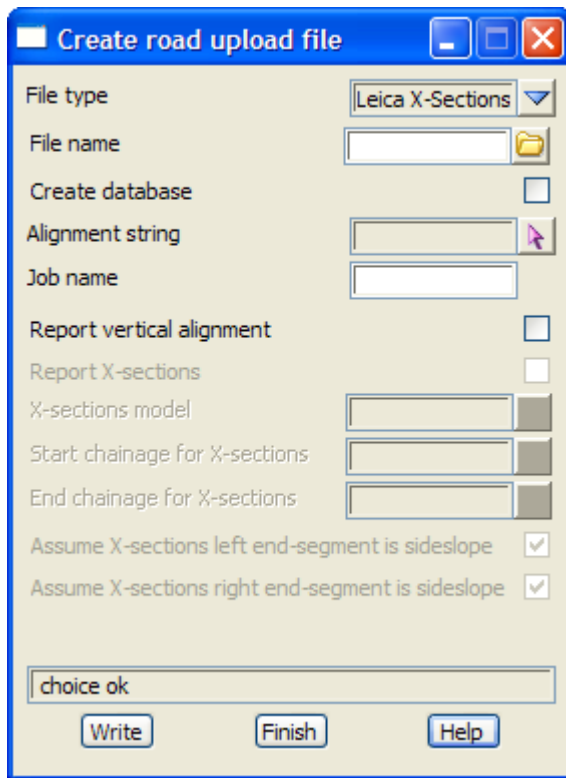 Create road upload file
File type Leica X-Sections
File name
Create database
Alignment string
Job name
Report vertical alignment
Report X-sections
X-sections model
Start chainage for X-sections
End chainage for X-sections
Assume X-sections left end-segment is sideslope
Assume X-sections right end-segment is sideslope
choice ok
Write Finish Help